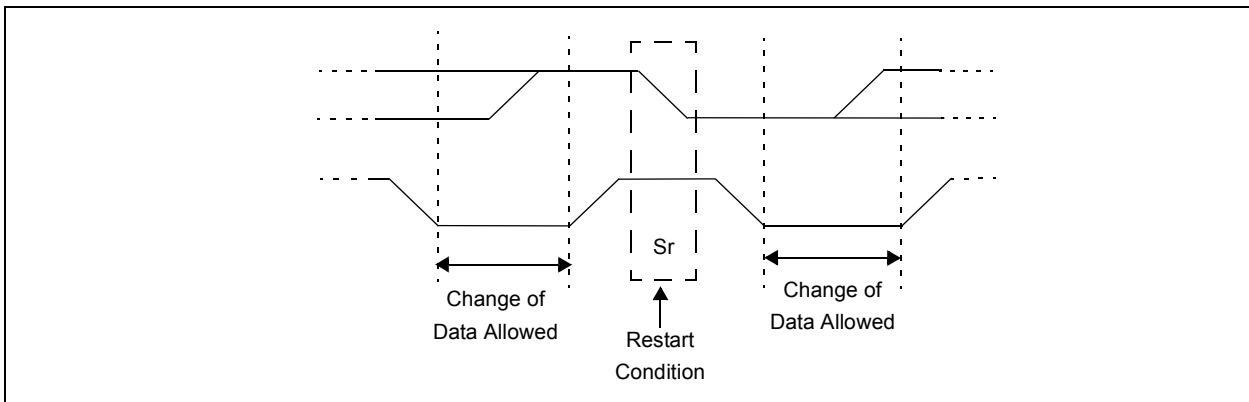 Sr
Change of
Data Allowed
Restart
Condition
Change of
Data Allowed